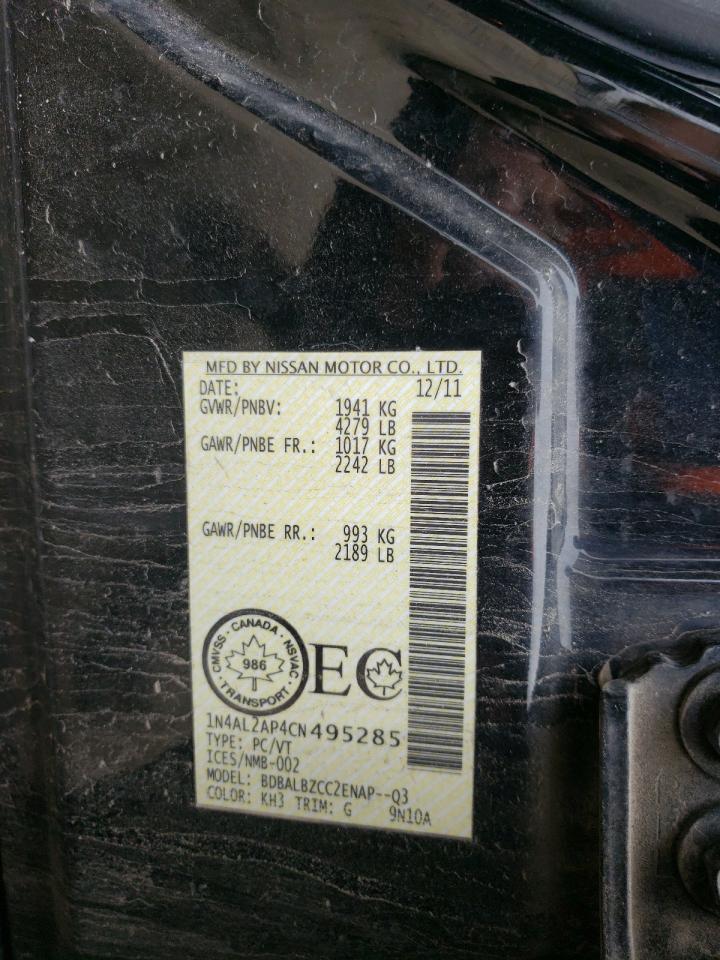 MFD BY NISSAN MOTOR CO., LTD.
DATE: 12/11
GVWR/PNBV: 1941 KG
4279 LB
GAWR/PNBE FR.: 1017 KG
2242 LB
GAWR/PNBE RR.: 993 KG
2189 LB
CMVSS · CANADA · NSVAC
986
· TRANSPORT ·
EC
1N4AL2AP4CN495285
TYPE: PC/VT
ICES/NMB-002
MODEL: BDBALBZCC2ENAP--Q3
COLOR: KH3 TRIM: G 9N10A